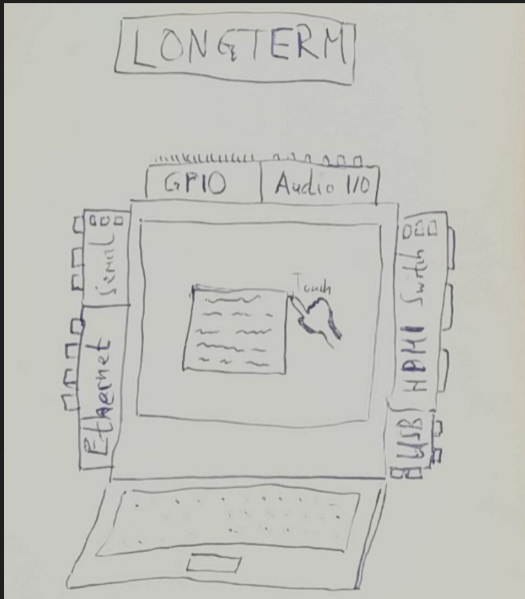 LONGTERM
GPIO
Audio I/O
Serial
Touch
Ethernet
HDMI Switch
USB